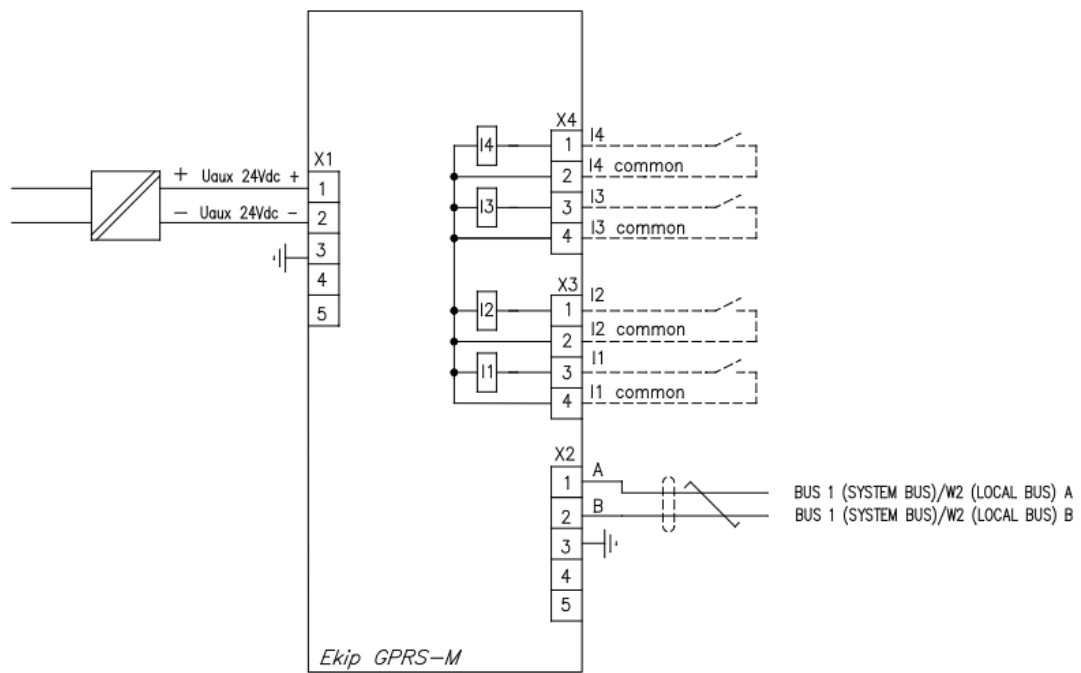 X1
+ Uaux 24Vdc +
1
− Uaux 24Vdc −
2
3
4
5
X4
I4
1
I4
I4 common
2
I3
3
I3
I3 common
4
X3
I2
1
I2
I2 common
2
I1
3
I1
I1 common
4
X2
1
A
BUS 1 (SYSTEM BUS)/W2 (LOCAL BUS) A
2
B
BUS 1 (SYSTEM BUS)/W2 (LOCAL BUS) B
3
4
5
Ekip GPRS−M